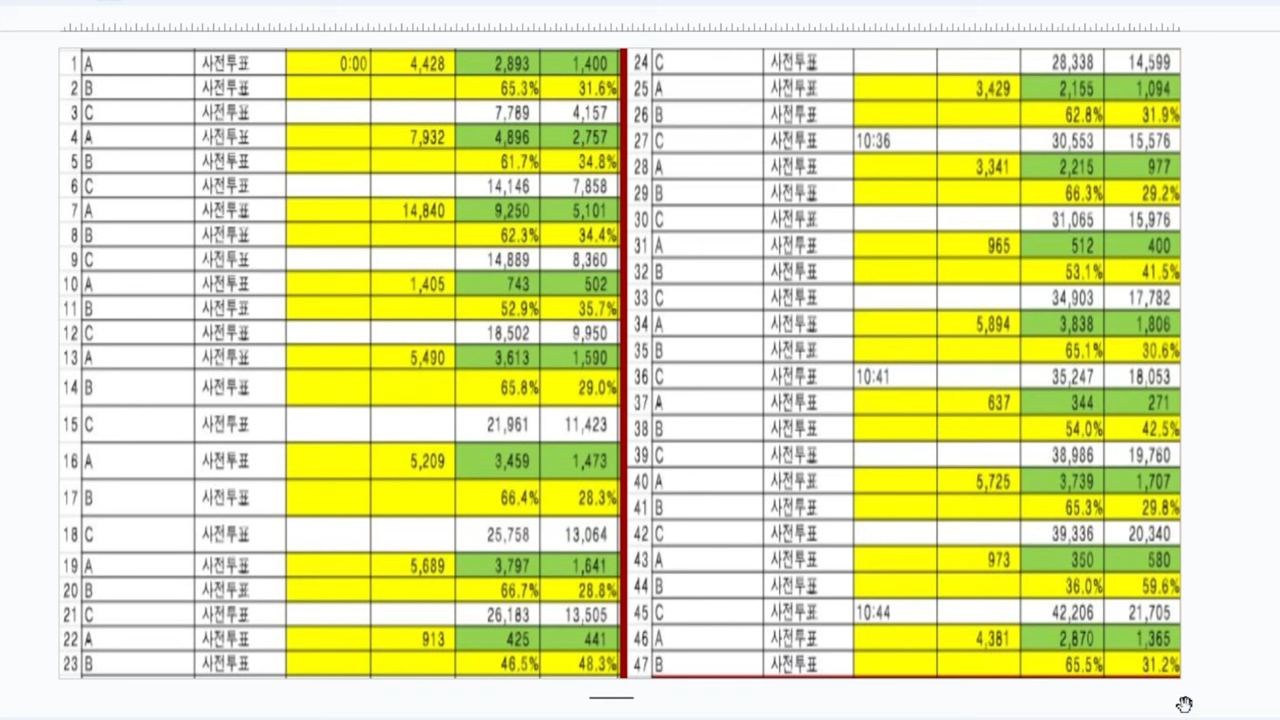 1 A 사전투표 0:00 4,428 2,893 1,400
2 B 사전투표 65.3% 31.6%
3 C 사전투표 7,789 4,157
4 A 사전투표 7,932 4,896 2,757
5 B 사전투표 61.7% 34.8%
6 C 사전투표 14,146 7,858
7 A 사전투표 14,840 9,250 5,101
8 B 사전투표 62.3% 34.4%
9 C 사전투표 14,889 8,360
10 A 사전투표 1,405 743 502
11 B 사전투표 52.9% 35.7%
12 C 사전투표 18,502 9,950
13 A 사전투표 5,490 3,613 1,590
14 B 사전투표 65.8% 29.0%
15 C 사전투표 21,961 11,423
16 A 사전투표 5,209 3,459 1,473
17 B 사전투표 66.4% 28.3%
18 C 사전투표 25,758 13,064
19 A 사전투표 5,689 3,797 1,641
20 B 사전투표 66.7% 28.8%
21 C 사전투표 26,183 13,505
22 A 사전투표 913 425 441
23 B 사전투표 46.5% 48.3%
24 C 사전투표 28,338 14,599
25 A 사전투표 3,429 2,155 1,094
26 B 사전투표 62.8% 31.9%
27 C 사전투표 10:36 30,553 15,576
28 A 사전투표 3,341 2,215 977
29 B 사전투표 66.3% 29.2%
30 C 사전투표 31,065 15,976
31 A 사전투표 965 512 400
32 B 사전투표 53.1% 41.5%
33 C 사전투표 34,903 17,782
34 A 사전투표 5,894 3,838 1,806
35 B 사전투표 65.1% 30.6%
36 C 사전투표 10:41 35,247 18,053
37 A 사전투표 637 344 271
38 B 사전투표 54.0% 42.5%
39 C 사전투표 38,986 19,760
40 A 사전투표 5,725 3,739 1,707
41 B 사전투표 65.3% 29.8%
42 C 사전투표 39,336 20,340
43 A 사전투표 973 350 580
44 B 사전투표 36.0% 59.6%
45 C 사전투표 10:44 42,206 21,705
46 A 사전투표 4,381 2,870 1,365
47 B 사전투표 65.5% 31.2%